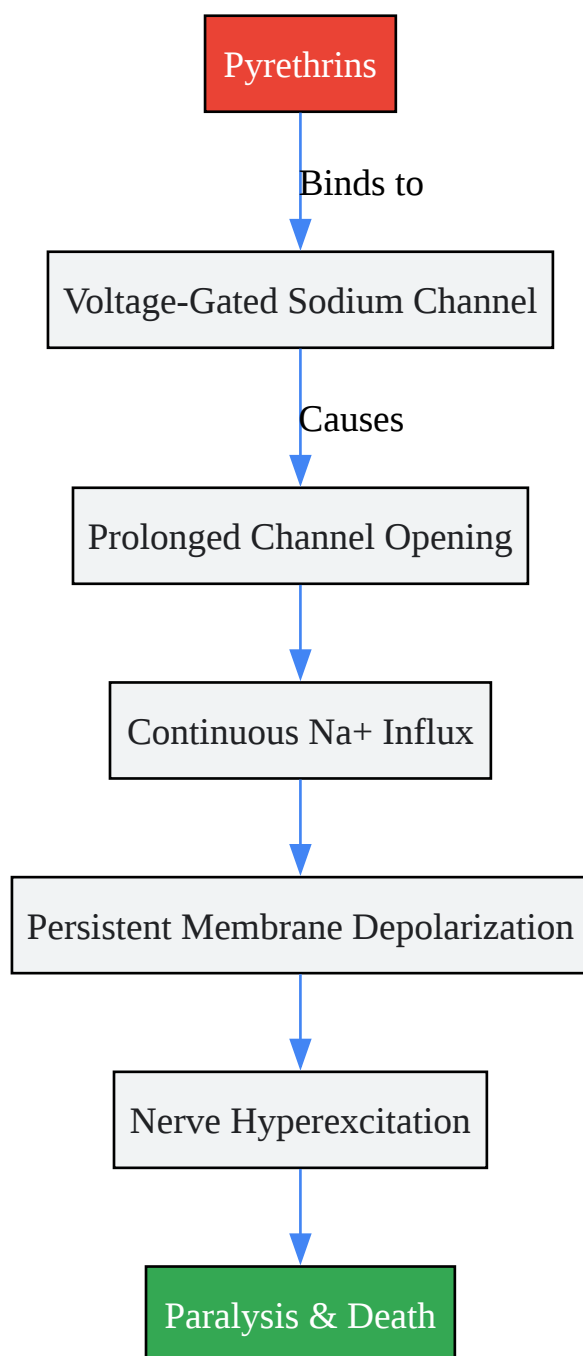 Pyrethrins
Binds to
Voltage-Gated Sodium Channel
Causes
Prolonged Channel Opening
Continuous Na+ Influx
Persistent Membrane Depolarization
Nerve Hyperexcitation
Paralysis & Death